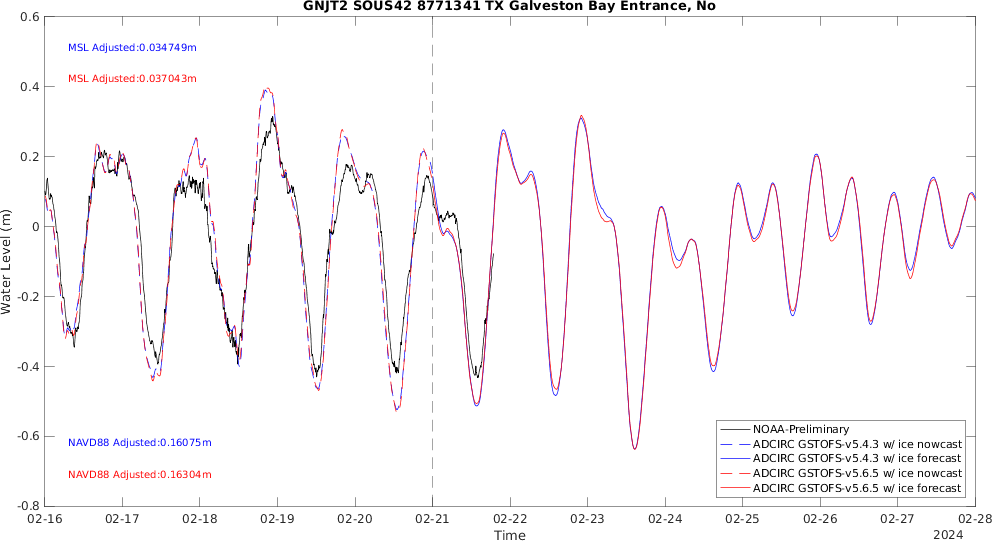 GNJT2 SOUS42 8771341 TX Galveston Bay Entrance, No
0.6
0.4
0.2
0
-0.2
-0.4
-0.6
-0.8
Water Level (m)
MSL Adjusted:0.034749m
MSL Adjusted:0.037043m
NAVD88 Adjusted:0.16075m
NAVD88 Adjusted:0.16304m
NOAA-Preliminary
ADCIRC GSTOFS-v5.4.3 w/ ice nowcast
ADCIRC GSTOFS-v5.4.3 w/ ice forecast
ADCIRC GSTOFS-v5.6.5 w/ ice nowcast
ADCIRC GSTOFS-v5.6.5 w/ ice forecast
02-16 02-17 02-18 02-19 02-20 02-21 02-22 02-23 02-24 02-25 02-26 02-27 02-28
Time
2024